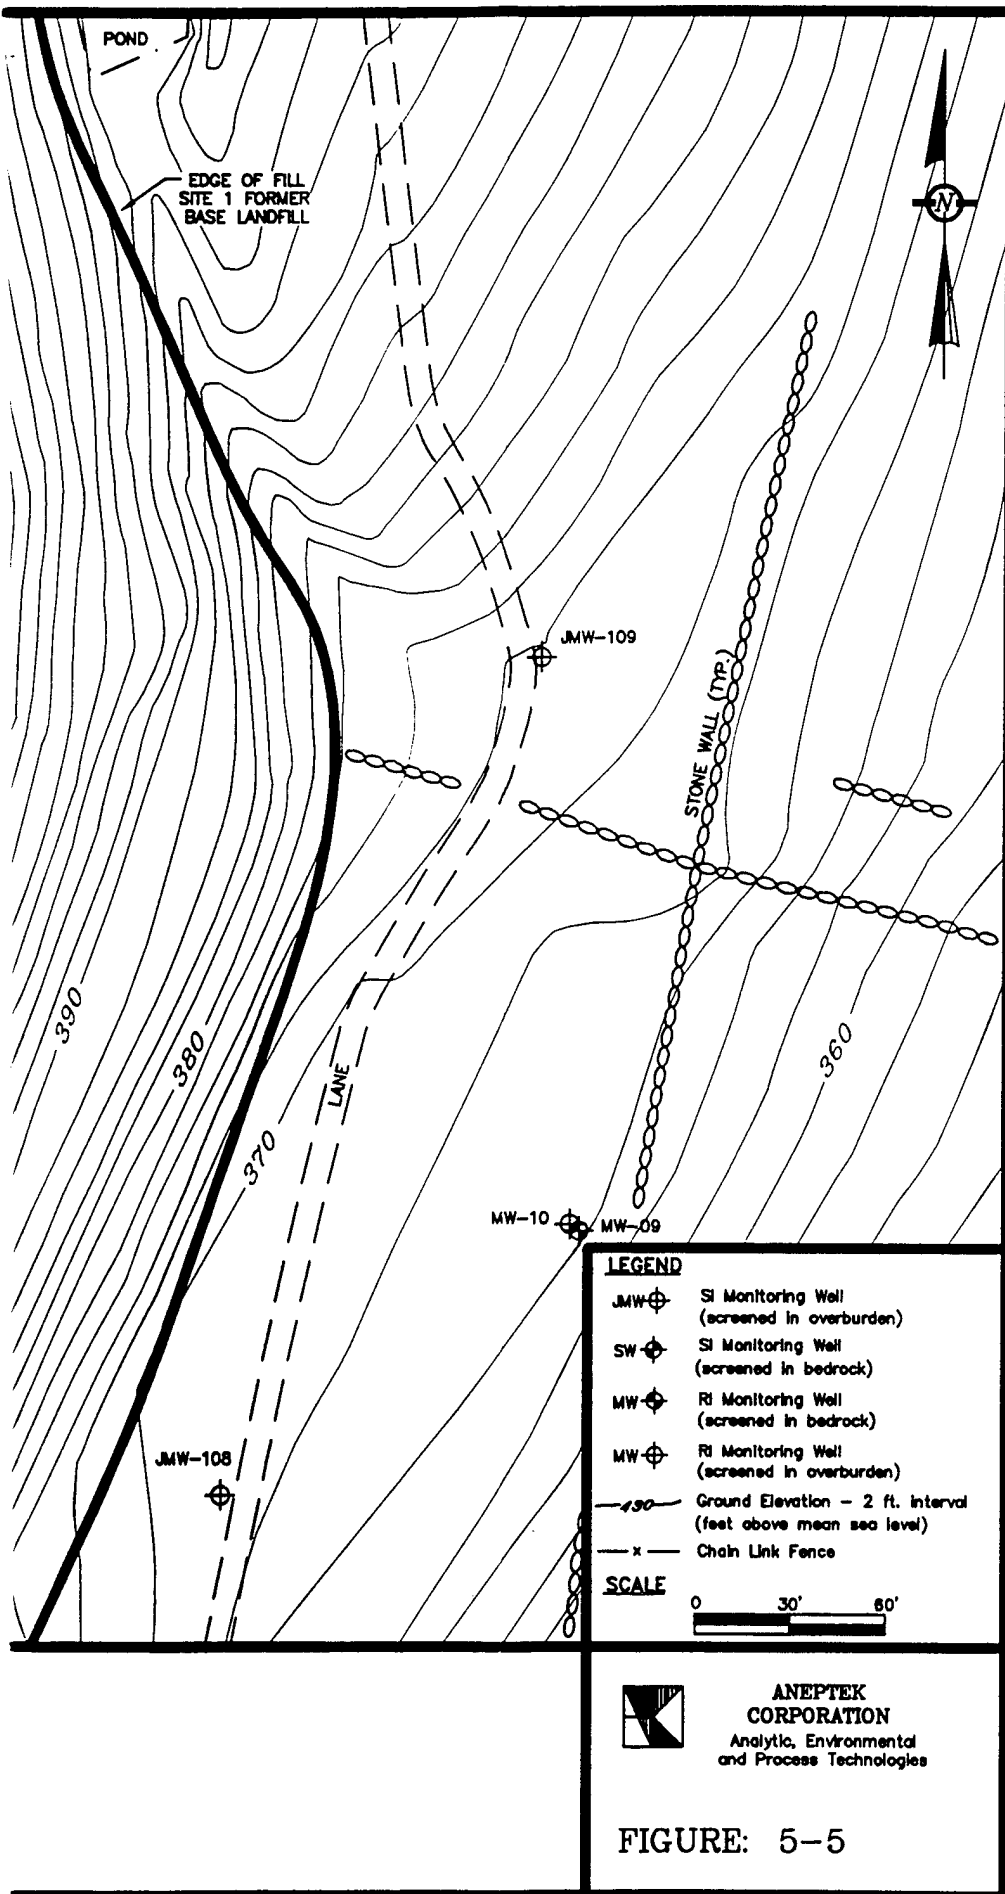 POND
EDGE OF FILL
SITE 1 FORMER
BASE LANDFILL
N
JMW-109
STONE WALL (TYP.)
390
380
360
LANE
370
MW-10
MW-09
JMW-108
LEGEND
JMW SI Monitoring Well
(screened in overburden)
SW SI Monitoring Well
(screened in bedrock)
MW RI Monitoring Well
(screened in bedrock)
MW RI Monitoring Well
(screened in overburden)
430 Ground Elevation - 2 ft. interval
(feet above mean sea level)
x Chain Link Fence
SCALE
0 30' 60'
ANEPTEK
CORPORATION
Analytic, Environmental
and Process Technologies
FIGURE: 5-5